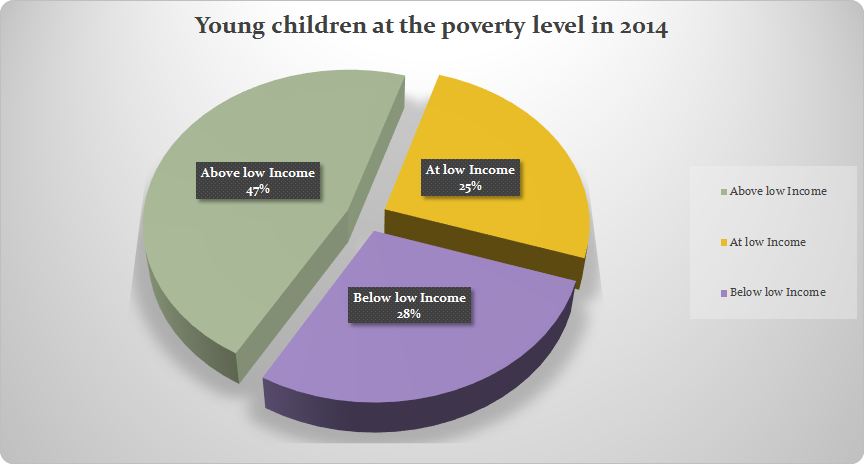 Young children at the poverty level in 2014
Above low Income
47%
At low Income
25%
Below low Income
28%
Above low Income
At low Income
Below low Income